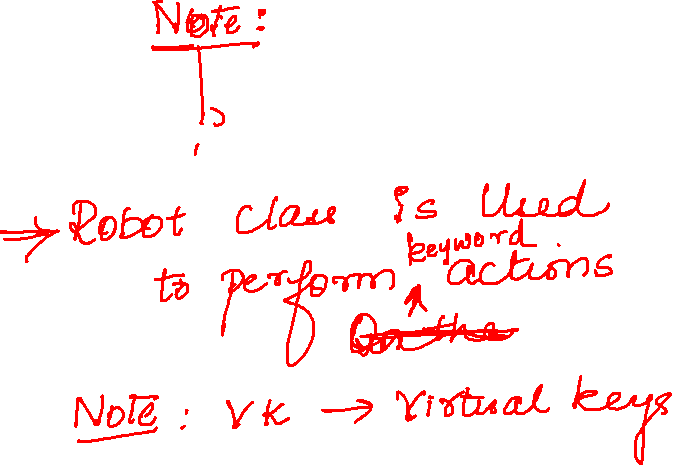 Note :
→ Robot class is Used
keyword
to perform actions
Note : VK → Virtual keys